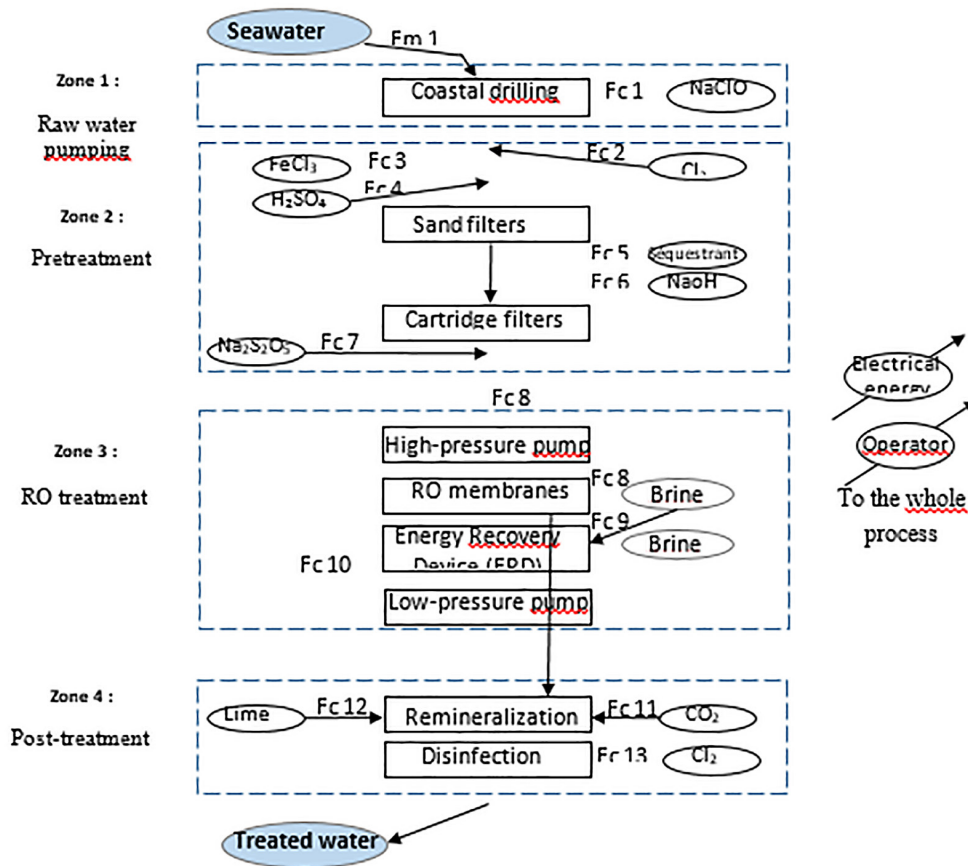 Seawater
Fm 1
Zone 1 :
Raw water
pumping
Coastal drilling
Fc 1
NaClO
Zone 2 :
Pretreatment
FeCl₃
Fc 3
Fc 2
H₂SO₄
Fc 4
Sand filters
Fc 5
Sequestrant
Fc 6
NaoH
Cartridge filters
Na₂S₂O₅
Fc 7
Fc 8
Zone 3 :
RO treatment
High-pressure pump
RO membranes
Fc 8
Brine
Fc 9
Energy Recovery
Device (ERD)
Brine
Fc 10
Low-pressure pump
Electrical
energy
Operator
To the whole
process
Zone 4 :
Post-treatment
Lime
Fc 12
Remineralization
Fc 11
CO₂
Disinfection
Fc 13
Cl₂
Treated water